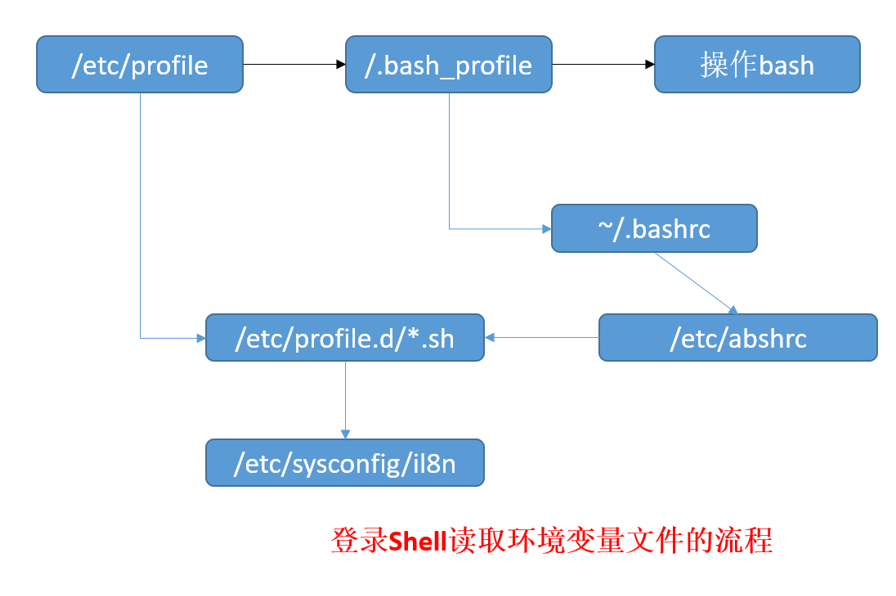 /etc/profile
/.bash_profile
操作bash
~/.bashrc
/etc/profile.d/*.sh
/etc/abshrc
/etc/sysconfig/il8n
登录Shell读取环境变量文件的流程